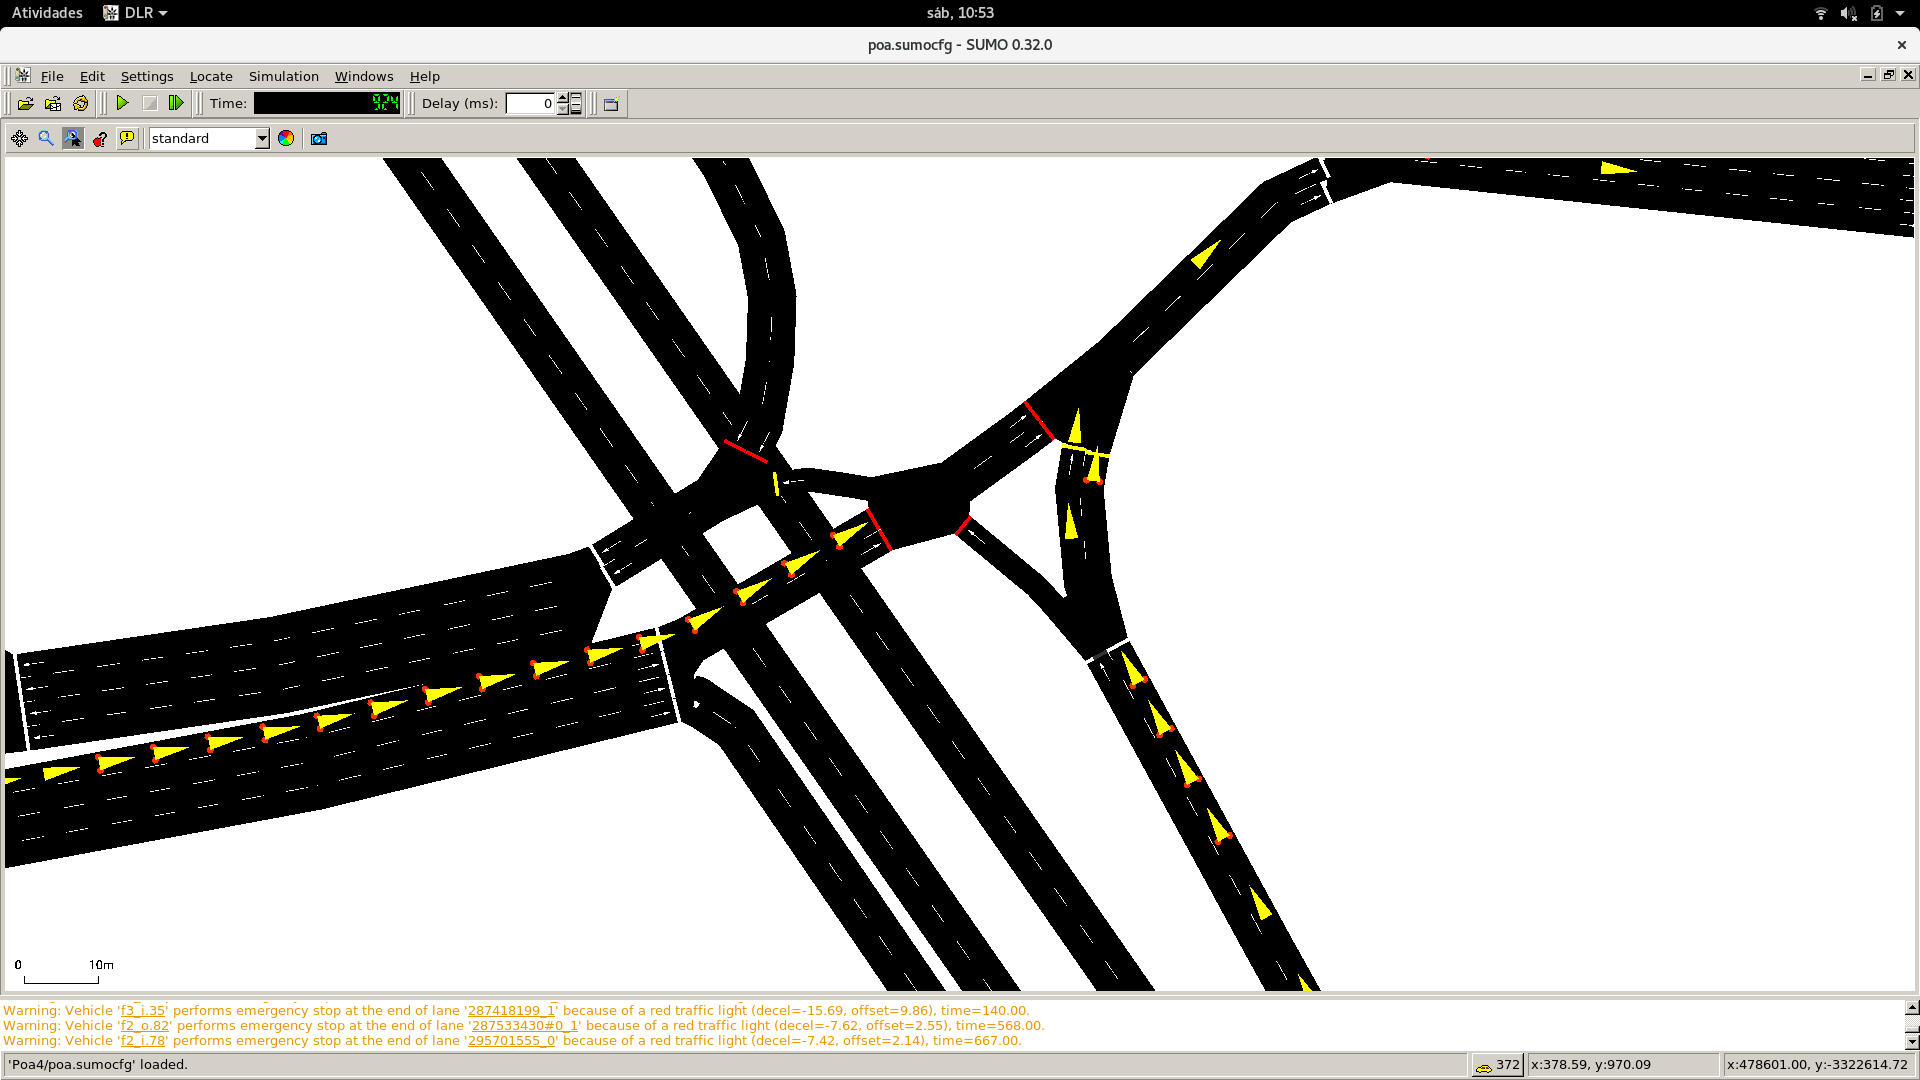 Atividades DLR sáb, 10:53
poa.sumocfg - SUMO 0.32.0
File Edit Settings Locate Simulation Windows Help
Time: 924 Delay (ms): 0
standard
0 10m
Warning: Vehicle 'f3_i.35' performs emergency stop at the end of lane '287418199_1' because of a red traffic light (decel=-15.69, offset=9.86), time=140.00.
Warning: Vehicle 'f2_o.82' performs emergency stop at the end of lane '287533430#0_1' because of a red traffic light (decel=-7.62, offset=2.55), time=568.00.
Warning: Vehicle 'f2_i.78' performs emergency stop at the end of lane '295701555_0' because of a red traffic light (decel=-7.42, offset=2.14), time=667.00.
'Poa4/poa.sumocfg' loaded. 372 x:378.59, y:970.09 x:478601.00, y:-3322614.72